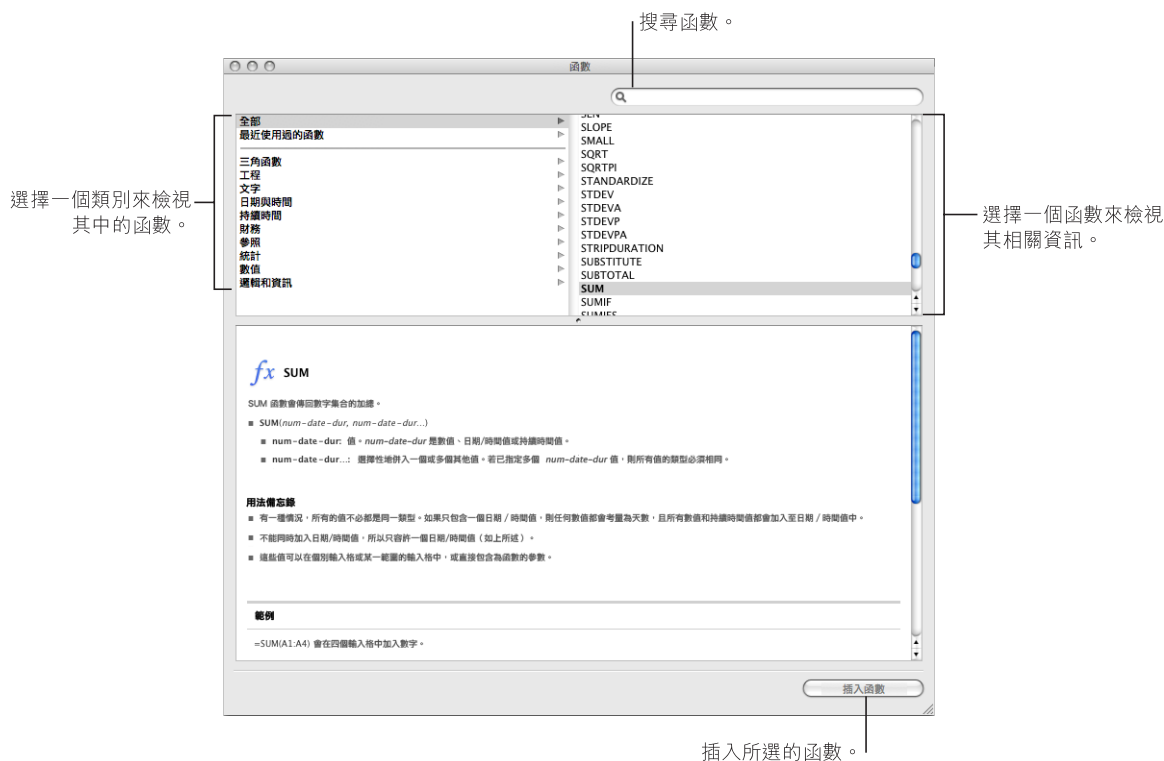 搜尋函數。
函數
全部
最近使用過的函數
三角函數
工程
文字
日期與時間
持續時間
財務
參照
統計
數值
邏輯和資訊
選擇一個類別來檢視
其中的函數。
SLOPE
SMALL
SQRT
SQRTPI
STANDARDIZE
STDEV
STDEVA
STDEVP
STDEVPA
STRIPDURATION
SUBSTITUTE
SUBTOTAL
SUM
SUMIF
SUMIFS
選擇一個函數來檢視
其相關資訊。
fx SUM
SUM 函數會傳回數字集合的加總。
■ SUM(num-date-dur, num-date-dur...)
■ num-date-dur: 值。num-date-dur 是數值、日期/時間值或持續時間值。
■ num-date-dur...: 選擇性地併入一個或多個其他值。若已指定多個 num-date-dur 值，則所有值的類型必須相同。
用法備忘錄
■ 有一種情況，所有的值不必都是同一類型。如果只包含一個日期/時間值，則任何數值都會考量為天數，且所有數值和持續時間值都會加入至日期/時間值中。
■ 不能同時加入日期/時間值，所以只容許一個日期/時間值（如上所述）。
■ 這些值可以在個別輸入格或某一範圍的輸入格中，或直接包含為函數的參數。
範例
=SUM(A1:A4) 會在四個輸入格中加入數字。
插入函數
插入所選的函數。